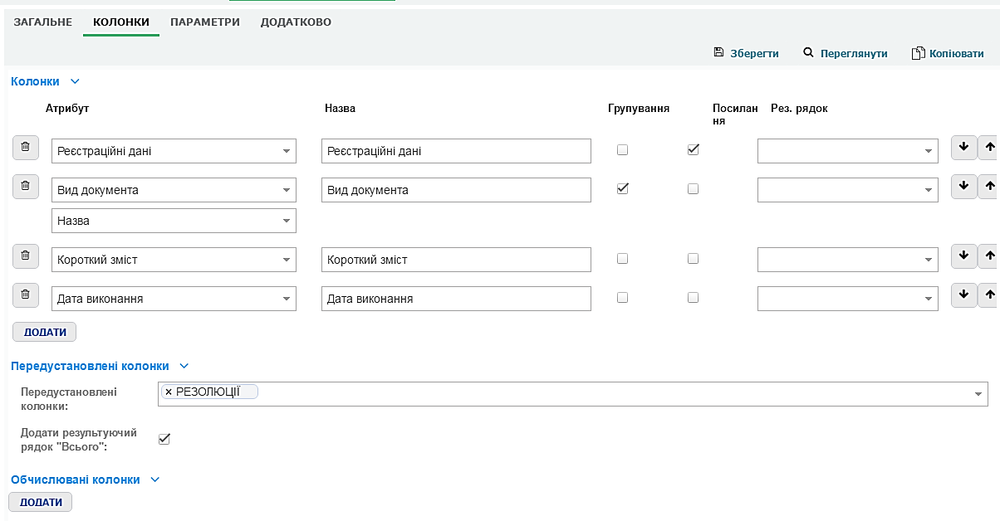 ЗАГАЛЬНЕ КОЛОНКИ ПАРАМЕТРИ ДОДАТКОВО
Зберегти Переглянути Копіювати
Колонки
Атрибут Назва Групування Посилан Рез. рядок
ня
Реєстраційні дані Реєстраційні дані
Вид документа Вид документа
Назва
Короткий зміст Короткий зміст
Дата виконання Дата виконання
ДОДАТИ
Передустановлені колонки
Передустановлені × РЕЗОЛЮЦІЇ
колонки:
Додати результуючий
рядок "Всього":
Обчислювані колонки
ДОДАТИ